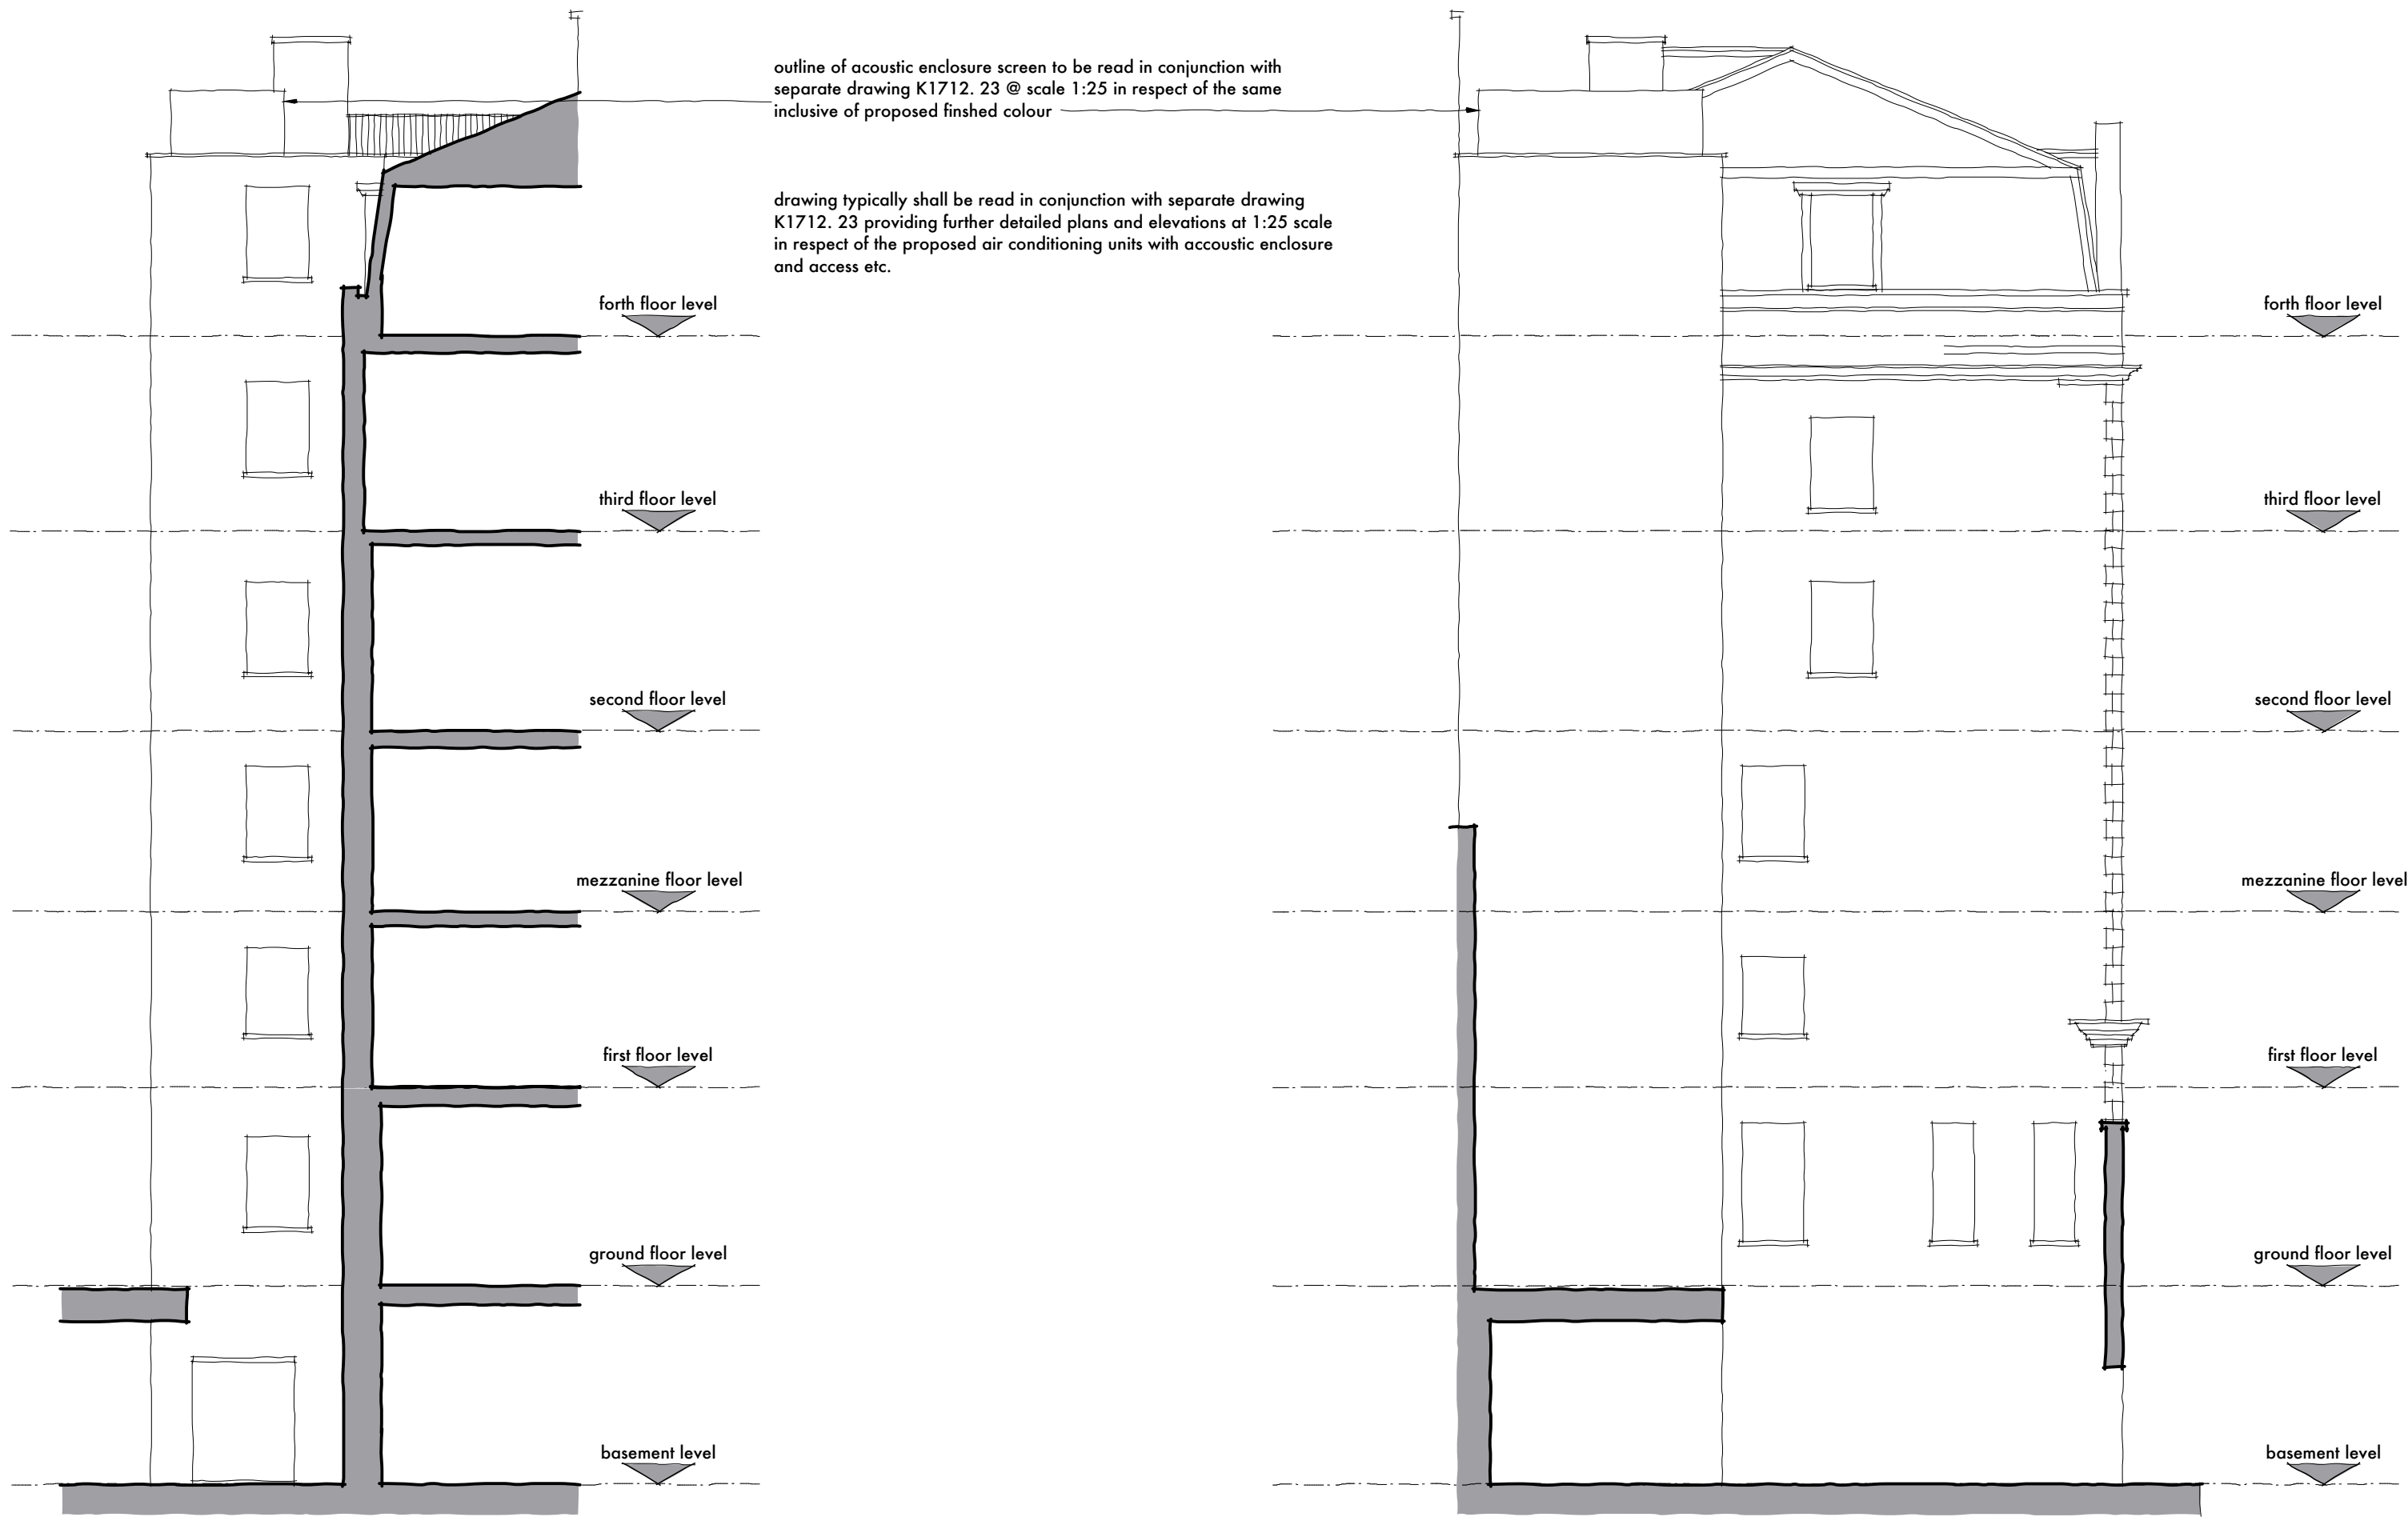 outline of acoustic enclosure screen to be read in conjunction with
separate drawing K1712. 23 @ scale 1:25 in respect of the same
inclusive of proposed finshed colour
drawing typically shall be read in conjunction with separate drawing
K1712. 23 providing further detailed plans and elevations at 1:25 scale
in respect of the proposed air conditioning units with accoustic enclosure
and access etc.
forth floor level
forth floor level
third floor level
third floor level
second floor level
second floor level
mezzanine floor level
mezzanine floor level
first floor level
first floor level
ground floor level
ground floor level
basement level
basement level